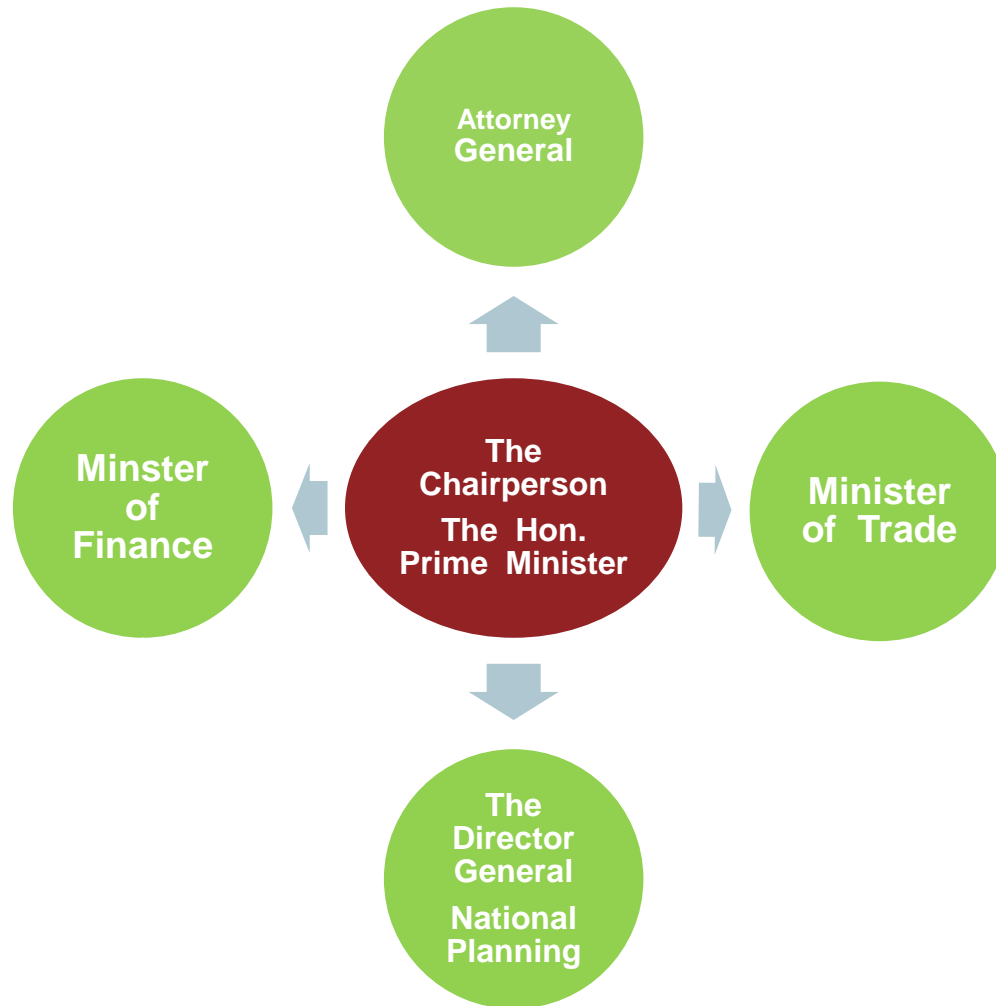 Attorney
General
Minster
of
Finance
The
Chairperson
The Hon.
Prime Minister
Minister
of Trade
The
Director
General
National
Planning